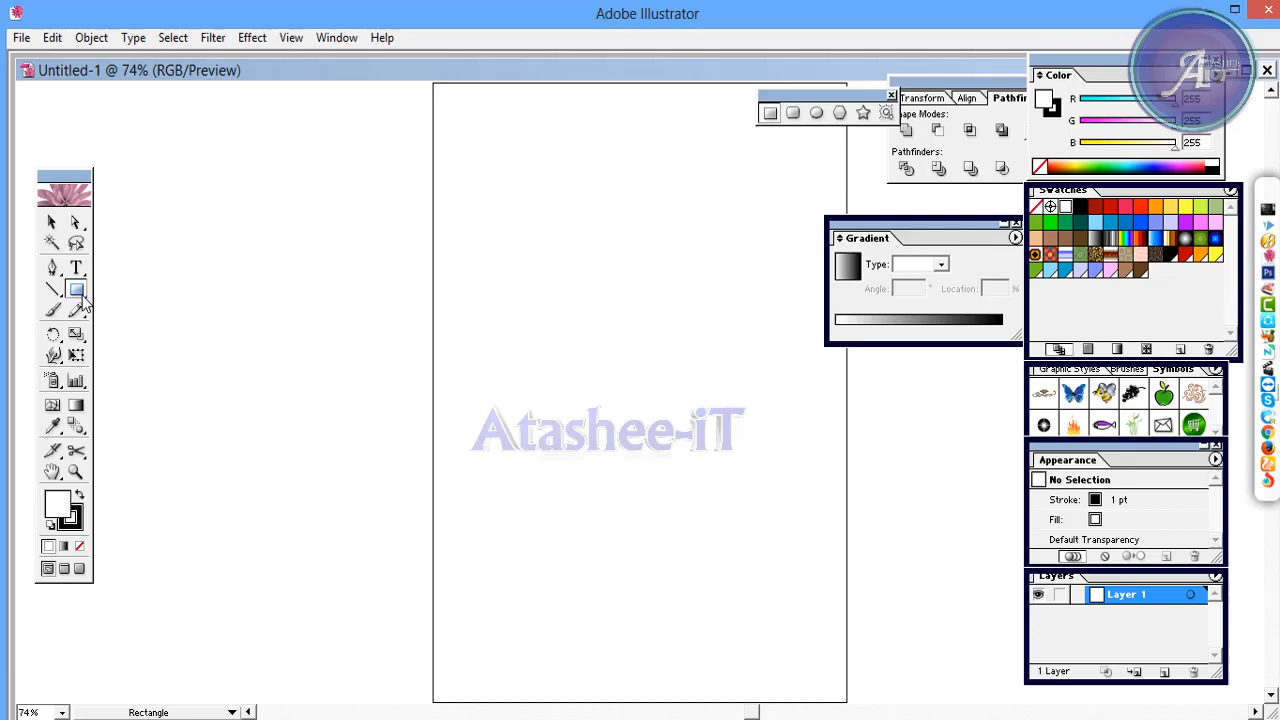 Adobe Illustrator
File Edit Object Type Select Filter Effect View Window Help
Untitled-1 @ 74% (RGB/Preview)
Color
R 255
G 255
B 255
Transform Align Pathfin
hape Modes:
Pathfinders:
Swatches
Gradient
Type:
Angle: ° Location: %
Graphic Styles Brushes Symbols
Atashee-iT
Appearance
No Selection
Stroke: 1 pt
Fill:
Default Transparency
Layers
Layer 1
1 Layer
74% Rectangle